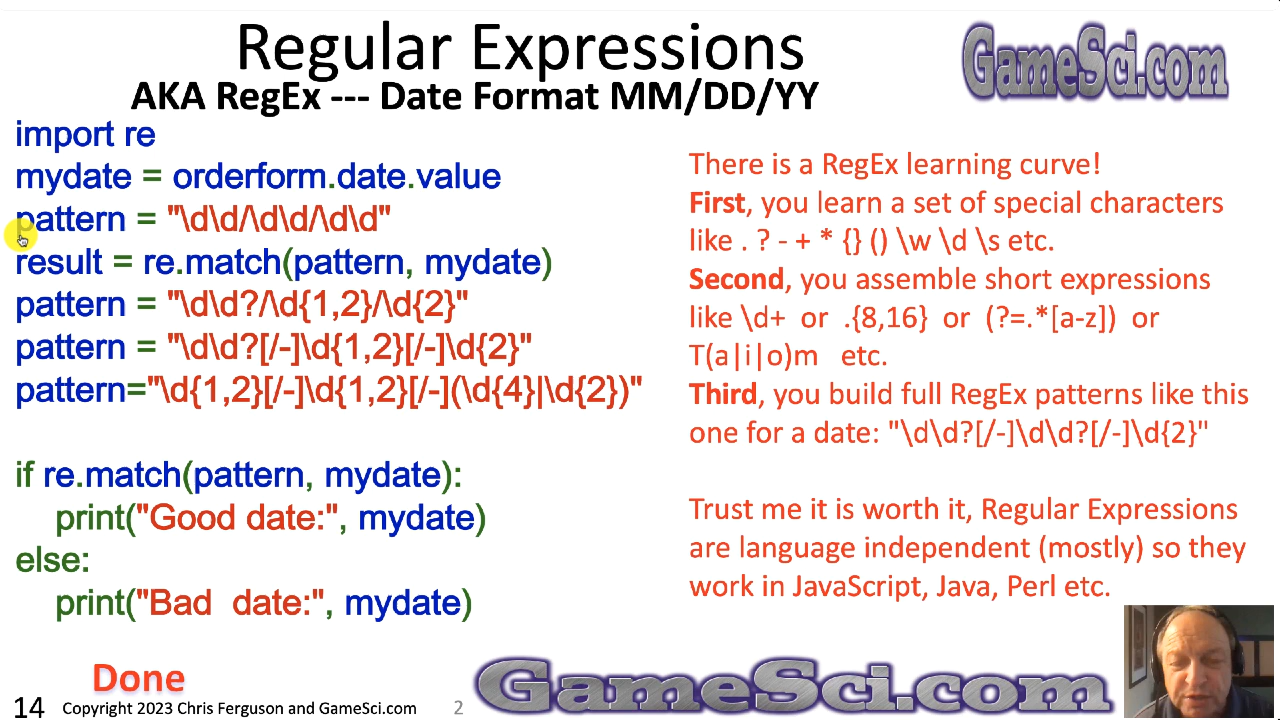 Regular Expressions
AKA RegEx --- Date Format MM/DD/YY
GameSci.com
import re
mydate = orderform.date.value
pattern = "\d\d/\d\d/\d\d"
result = re.match(pattern, mydate)
pattern = "\d\d?/\d{1,2}/\d{2}"
pattern = "\d\d?[/-]\d{1,2}[/-]\d{2}"
pattern="\d{1,2}[/-]\d{1,2}[/-](\d{4}|\d{2})"
if re.match(pattern, mydate):
print("Good date:", mydate)
else:
print("Bad  date:", mydate)
There is a RegEx learning curve!
First, you learn a set of special characters
like . ? - + * {} () \w \d \s etc.
Second, you assemble short expressions
like \d+  or  .{8,16}  or  (?=.*[a-z])  or
T(a|i|o)m   etc.
Third, you build full RegEx patterns like this
one for a date: "\d\d?[/-]\d\d?[/-]\d{2}"
Trust me it is worth it, Regular Expressions
are language independent (mostly) so they
work in JavaScript, Java, Perl etc.
Done
14 Copyright 2023 Chris Ferguson and GameSci.com 2
GameSci.com